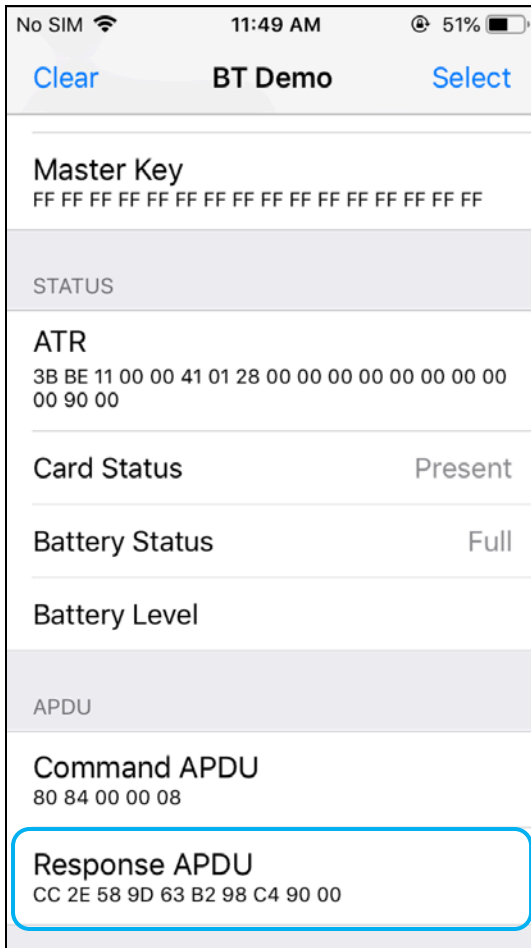 No SIM 11:49 AM 51%
Clear BT Demo Select
Master Key
FF FF FF FF FF FF FF FF FF FF FF FF FF FF FF FF
STATUS
ATR
3B BE 11 00 00 41 01 28 00 00 00 00 00 00 00 00
00 90 00
Card Status Present
Battery Status Full
Battery Level
APDU
Command APDU
80 84 00 00 08
Response APDU
CC 2E 58 9D 63 B2 98 C4 90 00